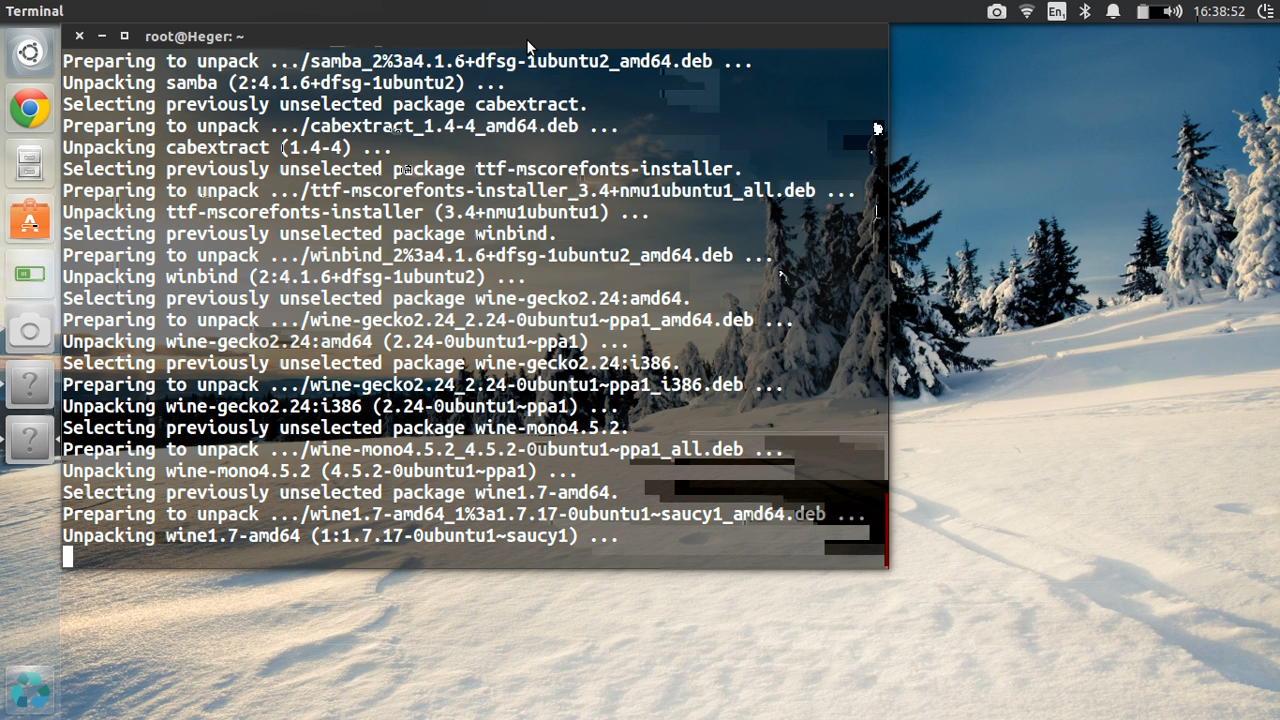 Terminal
En
16:38:52
root@Heger: ~
Preparing to unpack .../samba_2%3a4.1.6+dfsg-1ubuntu2_amd64.deb ...
Unpacking samba (2:4.1.6+dfsg-1ubuntu2) ...
Selecting previously unselected package cabextract.
Preparing to unpack .../cabextract_1.4-4_amd64.deb ...
Unpacking cabextract (1.4-4) ...
Selecting previously unselected package ttf-mscorefonts-installer.
Preparing to unpack .../ttf-mscorefonts-installer_3.4+nmu1ubuntu1_all.deb ...
Unpacking ttf-mscorefonts-installer (3.4+nmu1ubuntu1) ...
Selecting previously unselected package winbind.
Preparing to unpack .../winbind_2%3a4.1.6+dfsg-1ubuntu2_amd64.deb ...
Unpacking winbind (2:4.1.6+dfsg-1ubuntu2) ...
Selecting previously unselected package wine-gecko2.24:amd64.
Preparing to unpack .../wine-gecko2.24_2.24-0ubuntu1~ppa1_amd64.deb ...
Unpacking wine-gecko2.24:amd64 (2.24-0ubuntu1~ppa1) ...
Selecting previously unselected package wine-gecko2.24:i386.
Preparing to unpack .../wine-gecko2.24_2.24-0ubuntu1~ppa1_i386.deb ...
Unpacking wine-gecko2.24:i386 (2.24-0ubuntu1~ppa1) ...
Selecting previously unselected package wine-mono4.5.2.
Preparing to unpack .../wine-mono4.5.2_4.5.2-0ubuntu1~ppa1_all.deb ...
Unpacking wine-mono4.5.2 (4.5.2-0ubuntu1~ppa1) ...
Selecting previously unselected package wine1.7-amd64.
Preparing to unpack .../wine1.7-amd64_1%3a1.7.17-0ubuntu1~saucy1_amd64.deb ...
Unpacking wine1.7-amd64 (1:1.7.17-0ubuntu1~saucy1) ...